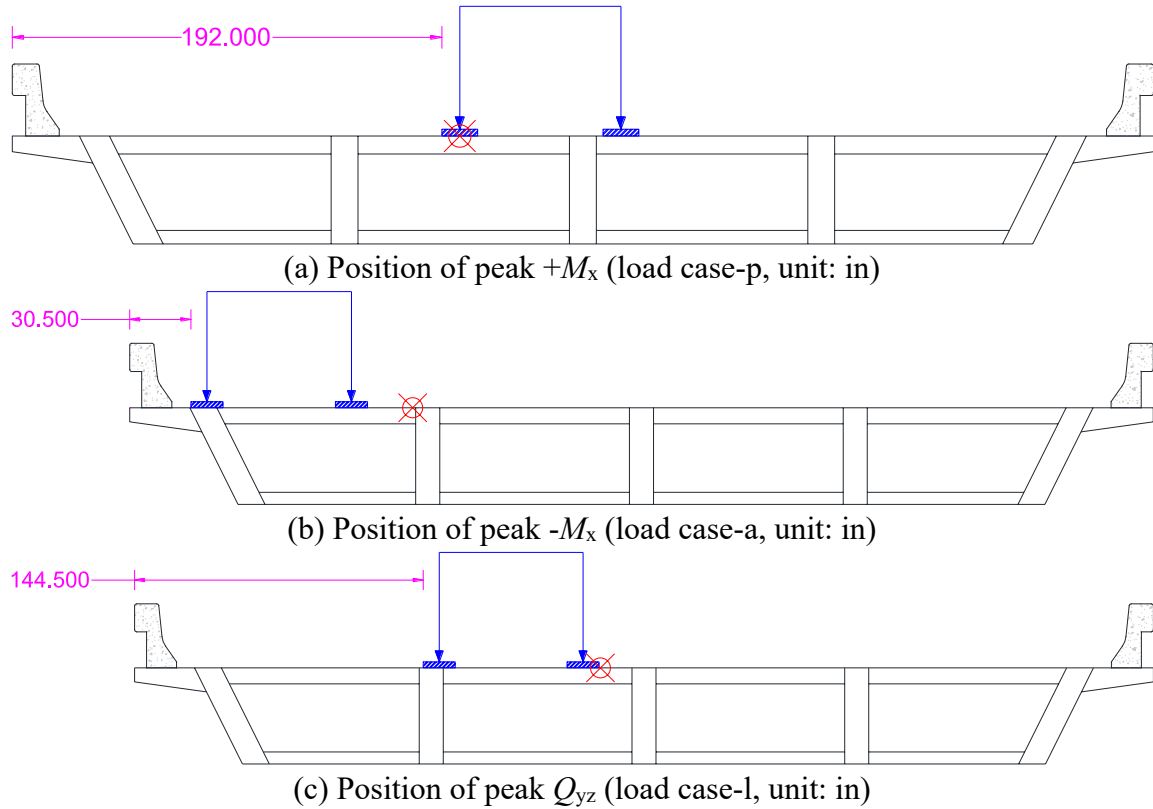 192.000
(a) Position of peak +Mx (load case-p, unit: in)
30.500
(b) Position of peak -Mx (load case-a, unit: in)
144.500
(c) Position of peak Qyz (load case-l, unit: in)